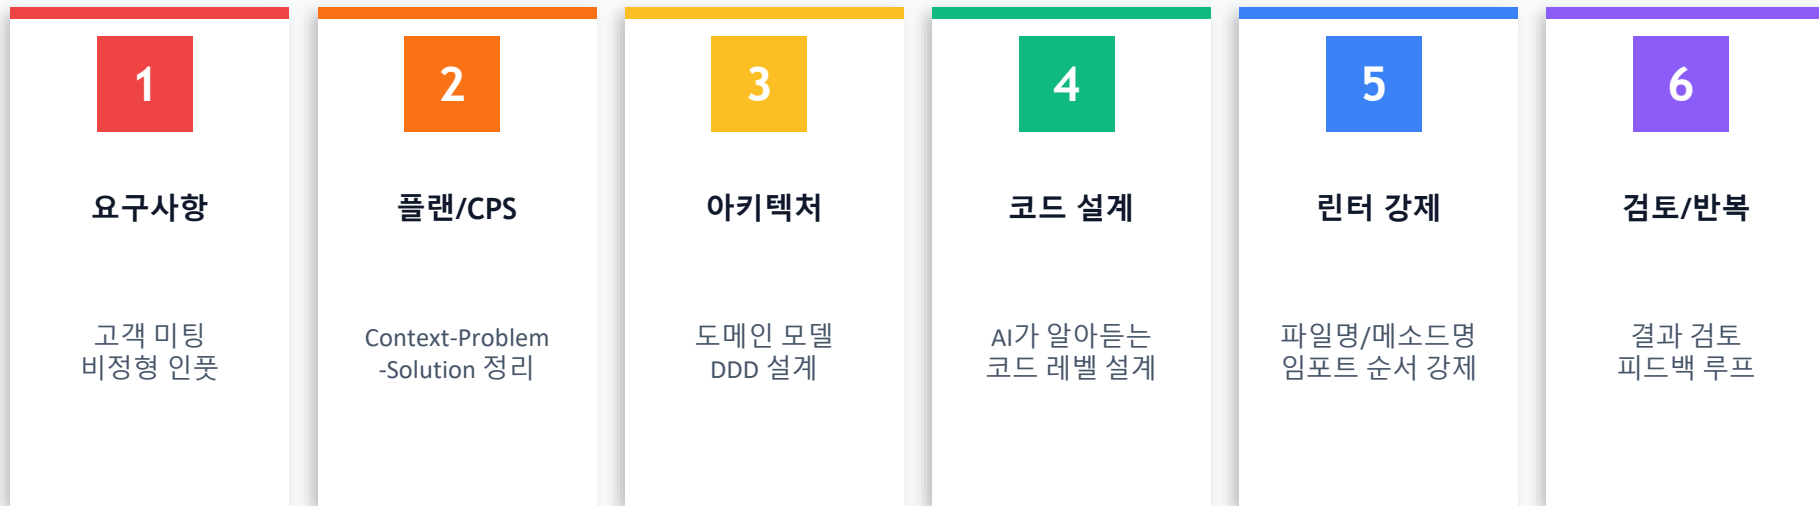 1
요구사항
고객 미팅
비정형 인풋
2
플랜/CPS
Context-Problem
-Solution 정리
3
아키텍처
도메인 모델
DDD 설계
4
코드 설계
AI가 알아듣는
코드 레벨 설계
5
린터 강제
파일명/메소드명
임포트 순서 강제
6
검토/반복
결과 검토
피드백 루프